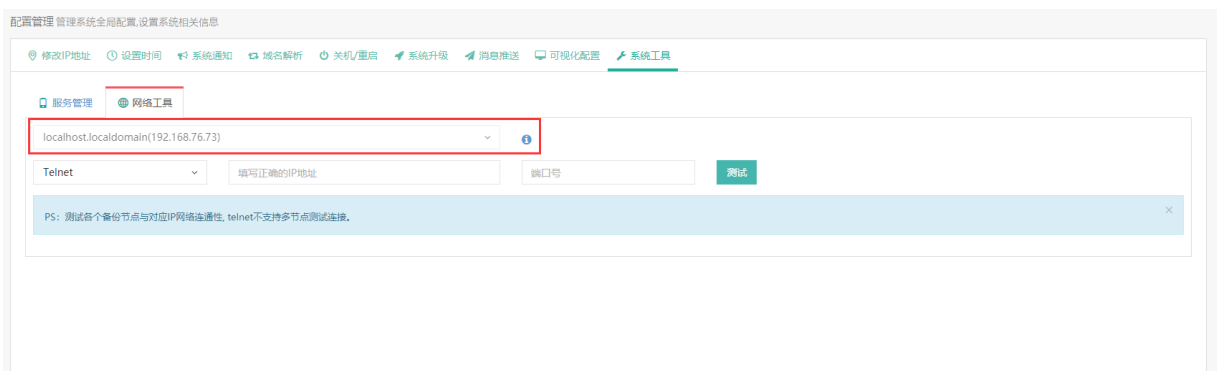 配置管理 管理系统全局配置,设置系统相关信息
修改IP地址 设置时间 系统通知 域名解析 关机/重启 系统升级 消息推送 可视化配置 系统工具
服务管理 网络工具
localhost.localdomain(192.168.76.73)
Telnet 填写正确的IP地址 端口号 测试
PS: 测试各个备份节点与对应IP网络连通性, telnet不支持多节点测试连接。